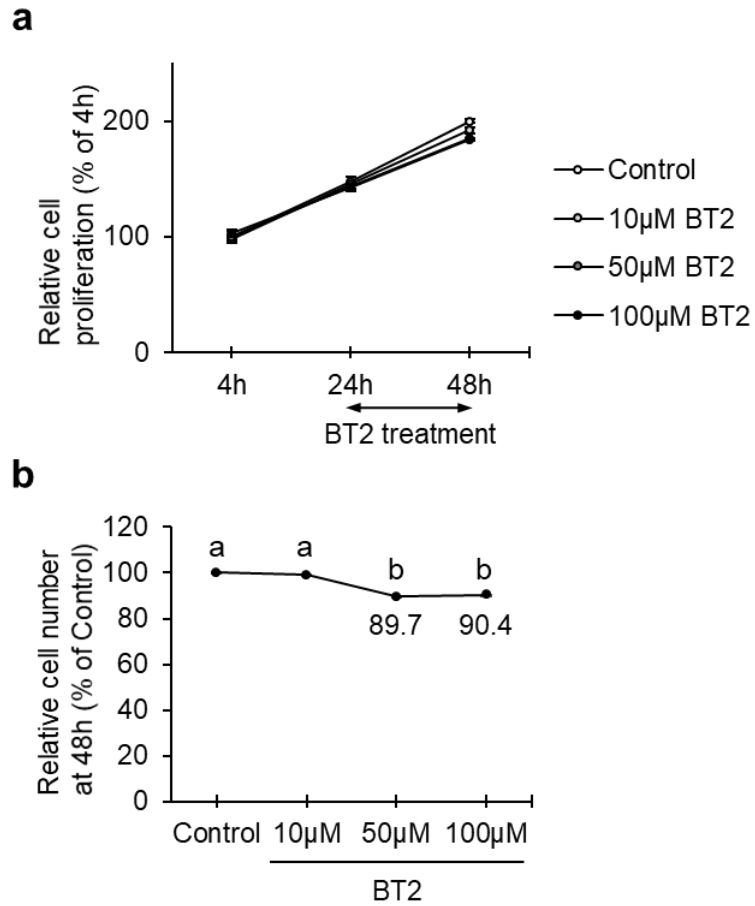 a
Relative cell
proliferation (% of 4h)
200
100
0
4h 24h 48h
BT2 treatment
Control
10µM BT2
50µM BT2
100µM BT2
b
Relative cell number
at 48h (% of Control)
120
100
80
60
40
20
0
a a b b
89.7 90.4
Control 10µM 50µM 100µM
BT2